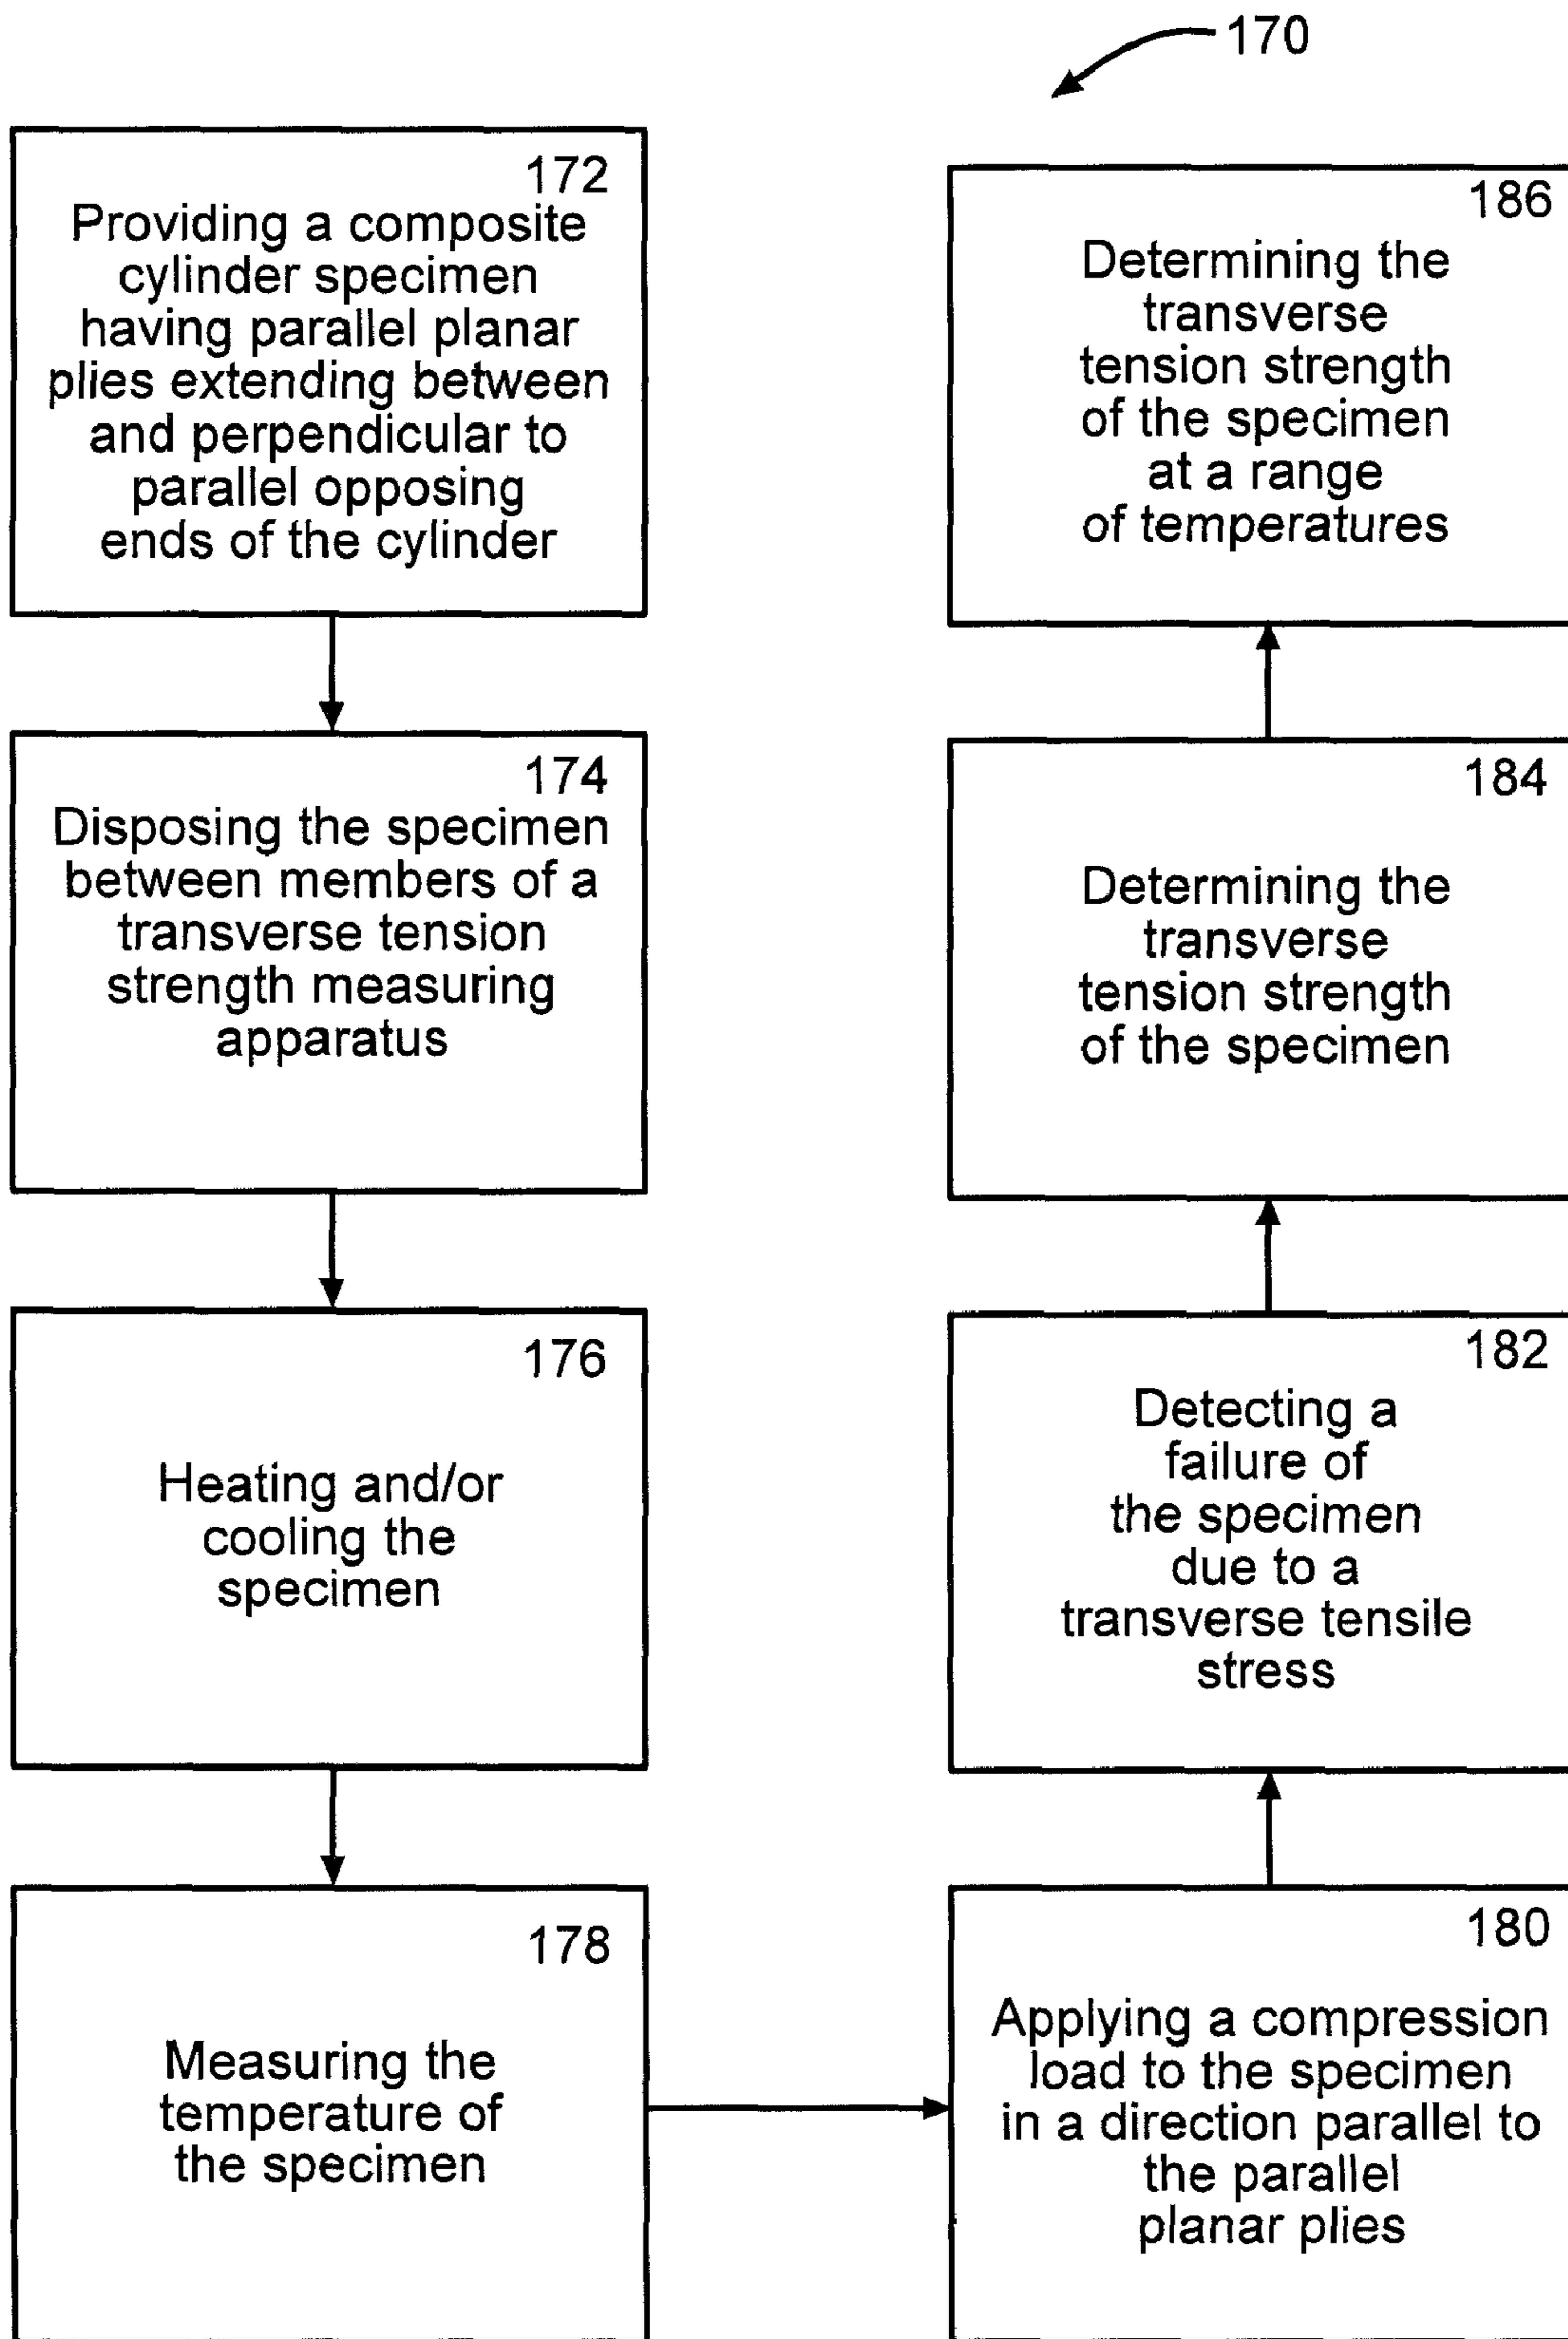 170
172
Providing a composite
cylinder specimen
having parallel planar
plies extending between
and perpendicular to
parallel opposing
ends of the cylinder
174
Disposing the specimen
between members of a
transverse tension
strength measuring
apparatus
176
Heating and/or
cooling the
specimen
178
Measuring the
temperature of
the specimen
180
Applying a compression
load to the specimen
in a direction parallel to
the parallel
planar plies
182
Detecting a
failure of
the specimen
due to a
transverse tensile
stress
184
Determining the
transverse
tension strength
of the specimen
186
Determining the
transverse
tension strength
of the specimen
at a range
of temperatures